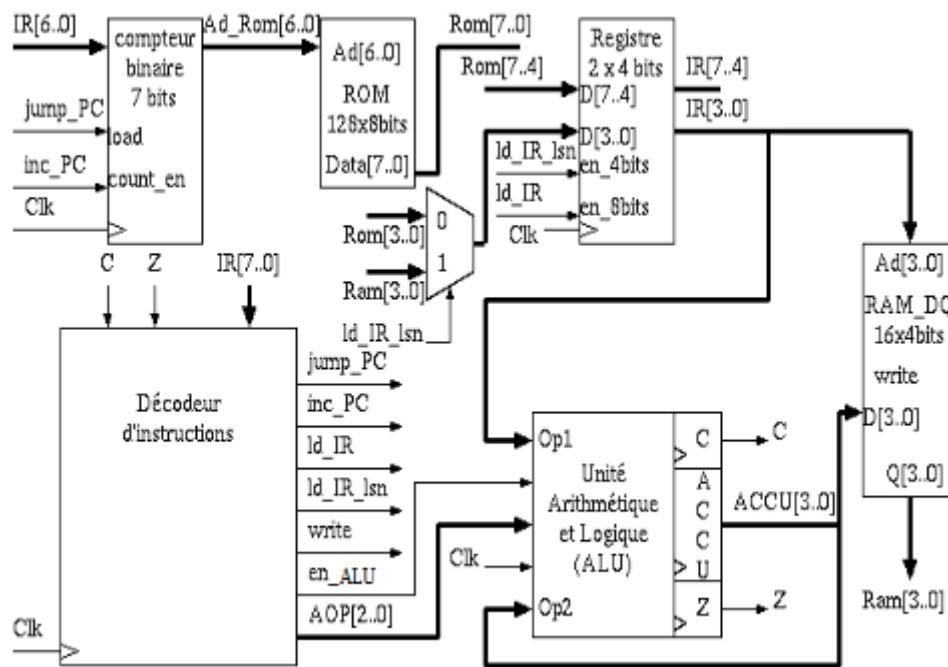 IR[6..0]
compteur
binaire
7 bits
jump_PC
load
inc_PC
count_en
Clk
Ad_Rom[6..0]
Ad[6..0]
ROM
128x8bits
Data[7..0]
Rom[7..0]
Rom[7..4]
Registre
2 x 4 bits
D[7..4]
D[3..0]
ld_IR_lsn
en_4bits
ld_IR
en_8bits
Clk
IR[7..4]
IR[3..0]
0
1
Rom[3..0]
Ram[3..0]
ld_IR_lsn
C
Z
IR[7..0]
Décodeur
d'instructions
jump_PC
inc_PC
ld_IR
ld_IR_lsn
write
en_ALU
AOP[2..0]
Clk
Op1
Unité
Arithmétique
et Logique
(ALU)
Clk
Op2
C
A
C
C
U
Z
C
ACCU[3..0]
Z
Ad[3..0]
RAM_DQ
16x4bits
write
D[3..0]
Q[3..0]
Ram[3..0]